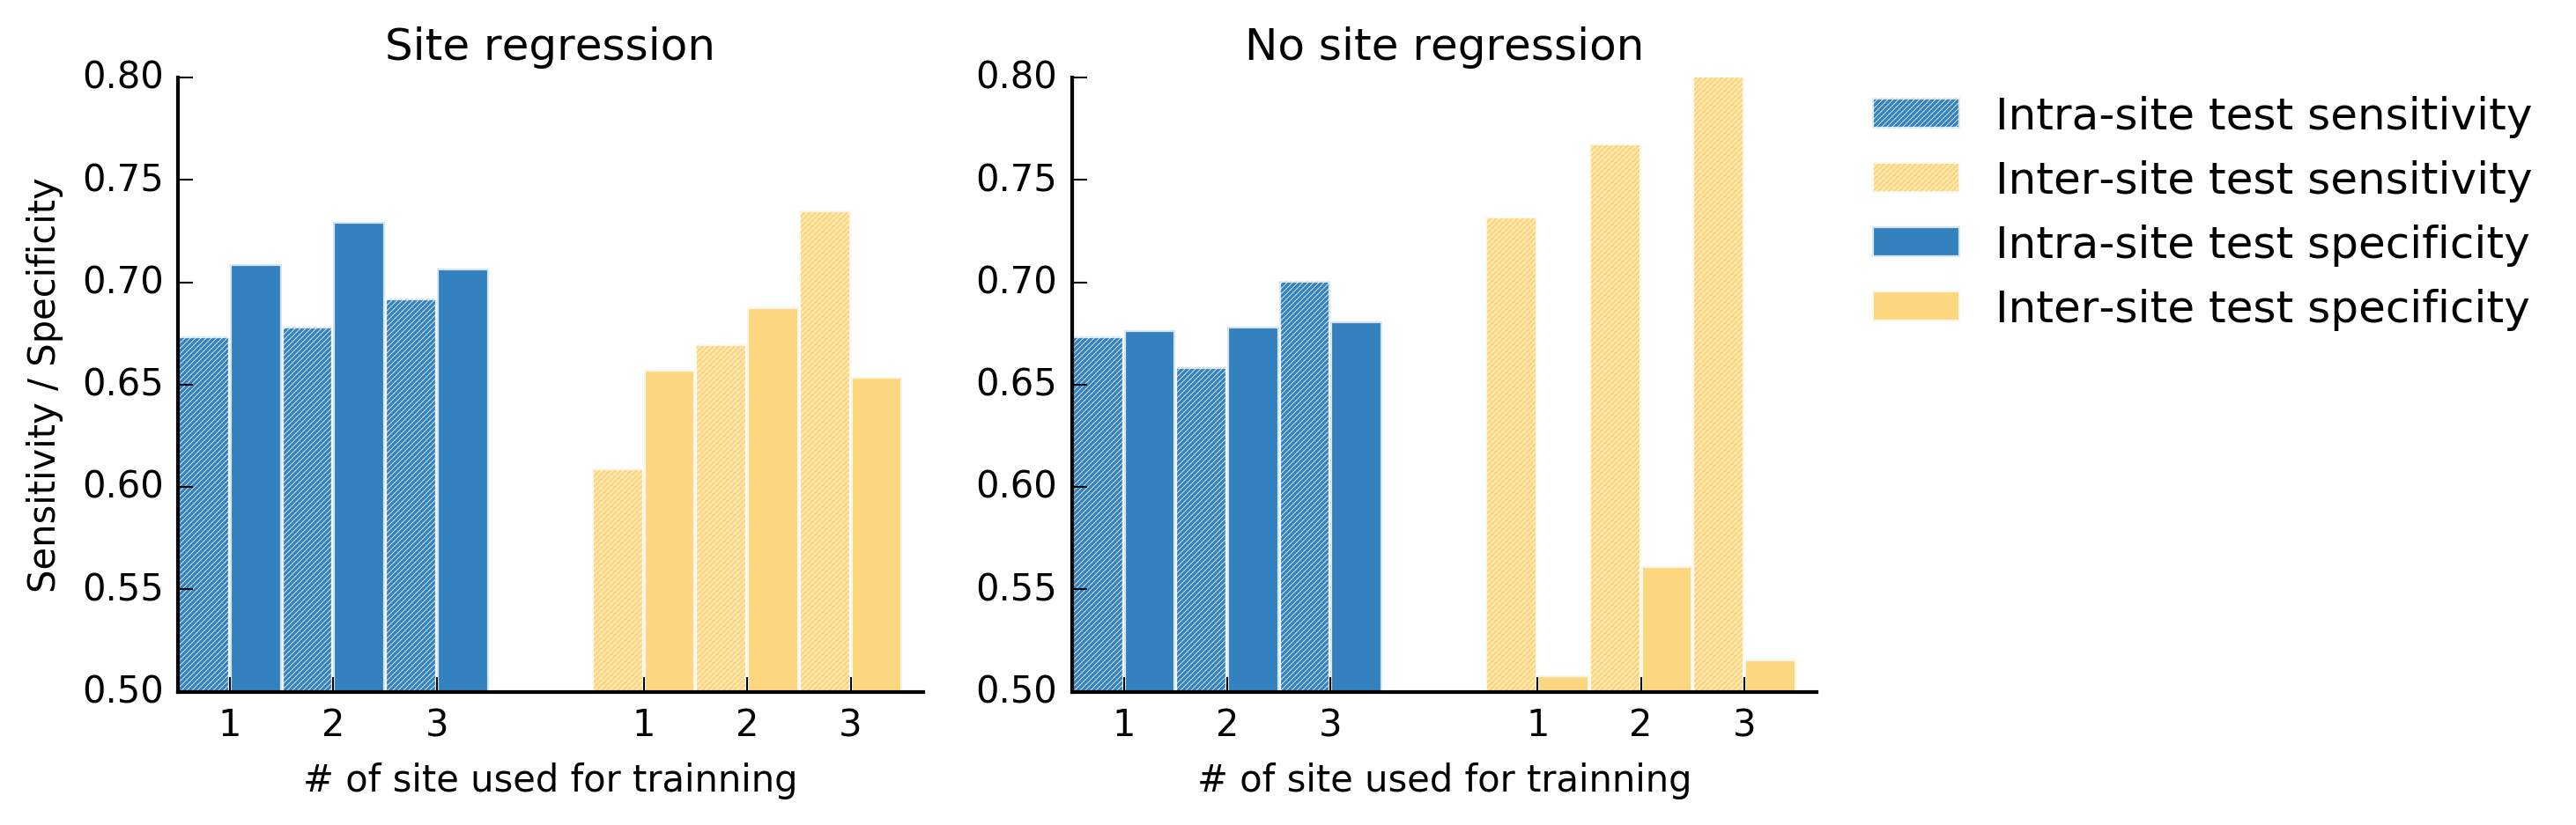 Site regression
No site regression
0.80
0.75
0.70
0.65
0.60
0.55
0.50
Sensitivity / Specificity
1 2 3 1 2 3
# of site used for trainning
0.80
0.75
0.70
0.65
0.60
0.55
0.50
1 2 3 1 2 3
# of site used for trainning
Intra-site test sensitivity
Inter-site test sensitivity
Intra-site test specificity
Inter-site test specificity